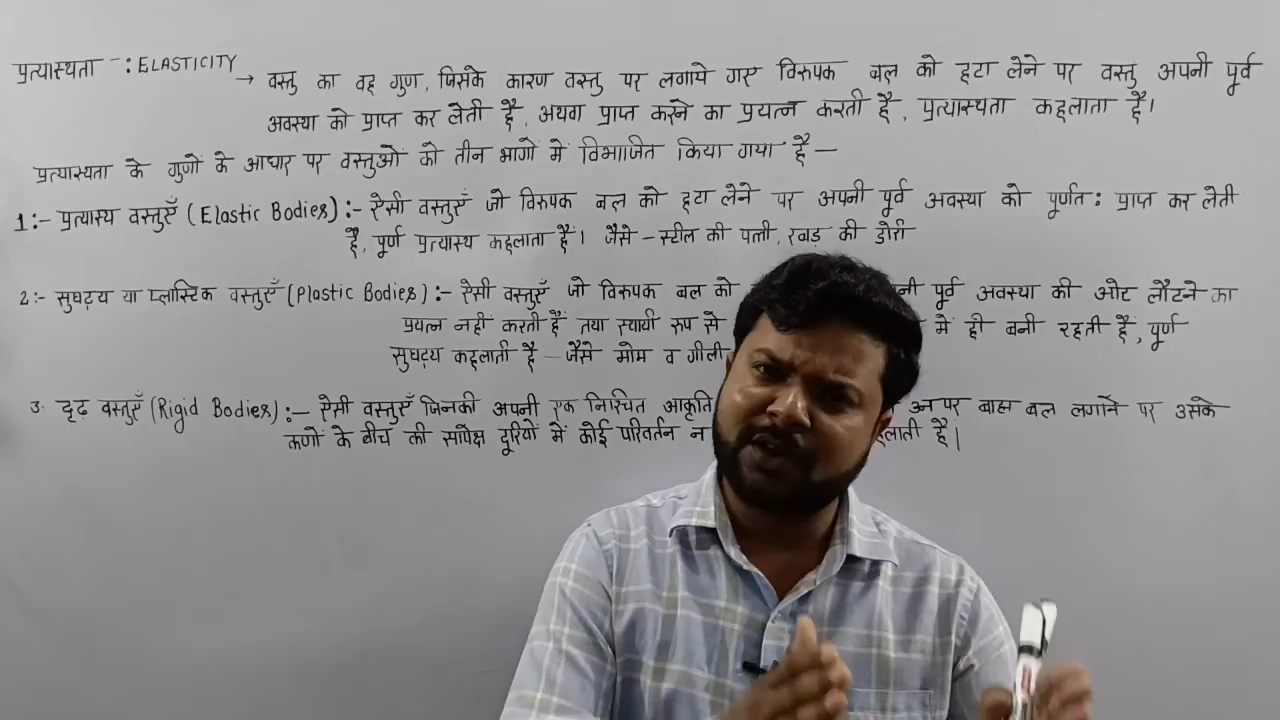 प्रत्यास्थता -: ELASTICITY
→ वस्तु का वह गुण, जिसके कारण वस्तु पर लगाये गए विरुपक बल को हटा लेने पर वस्तु अपनी पूर्व
अवस्था को प्राप्त कर लेती है, अथवा प्राप्त करने का प्रयत्न करती है, प्रत्यास्थता कहलाता है।
प्रत्यास्थता के गुणों के आधार पर वस्तुओं को तीन भागों में विभाजित किया गया है —
1:- प्रत्यास्थ वस्तुएँ (Elastic Bodies) :- ऐसी वस्तुएँ जो विरुपक बल को हटा लेने पर अपनी पूर्व अवस्था को पूर्णत: प्राप्त कर लेती
है, पूर्ण प्रत्यास्थ कहलाता है। जैसे - स्टील की पत्ती, रबड़ की डोरी
2:- सुघट्य या प्लास्टिक वस्तुएँ (Plastic Bodies) :- ऐसी वस्तुएँ जो विरुपक बल को पूर्व अवस्था की ओर लौटने का
प्रयत्न नहीं करती हैं तथा स्थायी रुप से में ही बनी रहती हैं, पूर्ण
सुघट्य कहलाती है - जैसे मोम व गीली
3. दृढ़ वस्तुएँ (Rigid Bodies) :- ऐसी वस्तुएँ जिनकी अपनी एक निश्चित आकृति उन पर बाह्य बल लगाने पर उसके
कणों के बीच की सापेक्ष दूरियों में कोई परिवर्तन है।